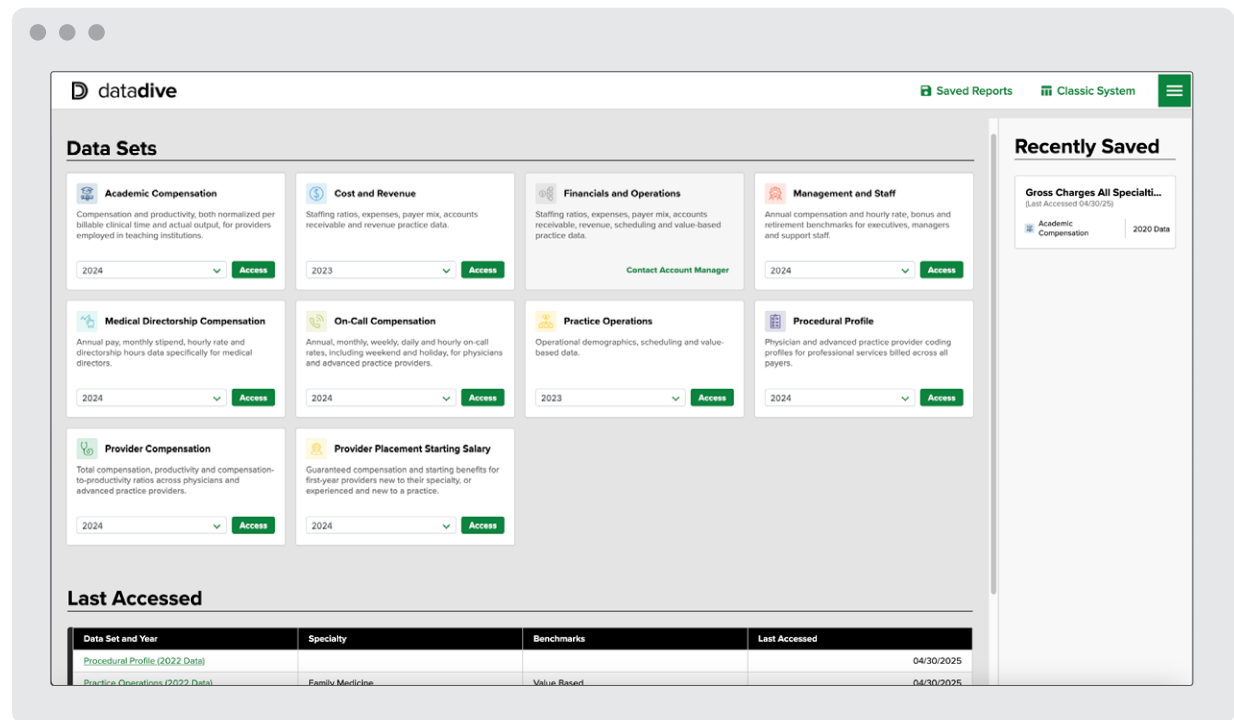 datadive
Saved Reports
Classic System
Data Sets
Academic Compensation
Compensation and productivity, both normalized per
billable clinical time and actual output, for providers
employed in teaching institutions.
2024
Access
Cost and Revenue
Staffing ratios, expenses, payer mix, accounts
receivable and revenue practice data.
2023
Access
Financials and Operations
Staffing ratios, expenses, payer mix, accounts
receivable, revenue, scheduling and value-based
practice data.
Contact Account Manager
Management and Staff
Annual compensation and hourly rate, bonus and
retirement benchmarks for executives, managers
and support staff.
2024
Access
Medical Directorship Compensation
Annual pay, monthly stipend, hourly rate and
directorship hours data specifically for medical
directors.
2024
Access
On-Call Compensation
Annual, monthly, weekly, daily and hourly on-call
rates, including weekend and holiday, for physicians
and advanced practice providers.
2024
Access
Practice Operations
Operational demographics, scheduling and value-
based data.
2023
Access
Procedural Profile
Physician and advanced practice provider coding
profiles for professional services billed across all
payers.
2024
Access
Provider Compensation
Total compensation, productivity and compensation-
to-productivity ratios across physicians and
advanced practice providers.
2024
Access
Provider Placement Starting Salary
Guaranteed compensation and starting benefits for
first-year providers new to their specialty, or
experienced and new to a practice.
2024
Access
Last Accessed
Data Set and Year
Specialty
Benchmarks
Last Accessed
Procedural Profile (2022 Data)
04/30/2025
Practice Operations (2022 Data)
Family Medicine
Value Based
04/30/2025
Recently Saved
Gross Charges All Specialti...
(Last Accessed 04/30/25)
Academic
Compensation
2020 Data